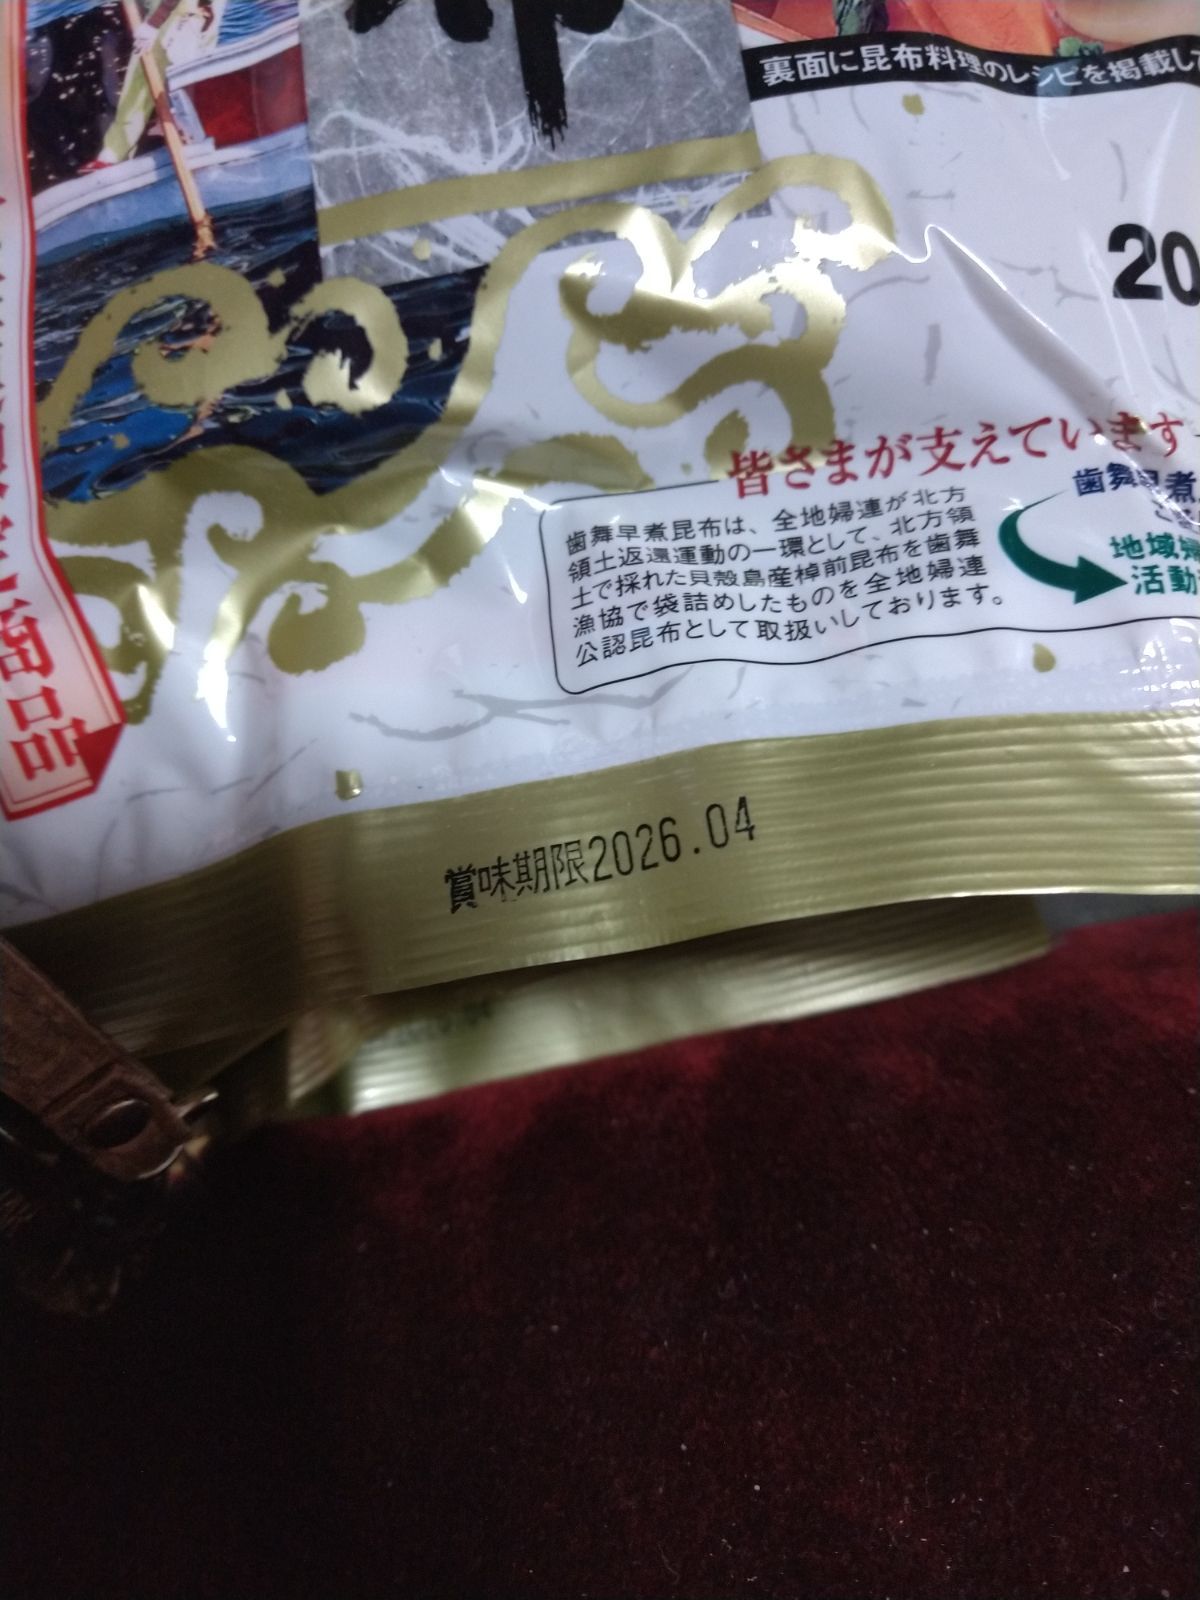 裏面に昆布料理のレシピを掲載し
20
皆さまが支えています
歯舞早煮昆布は、全地婦連が北方
領土返還運動の一環として、北方領
土で採れた貝殻島産棹前昆布を歯舞
漁協で袋詰めしたものを全地婦連
公認昆布として取扱いしております。
歯舞早煮
地域婦
活動
商品
賞味期限2026.04